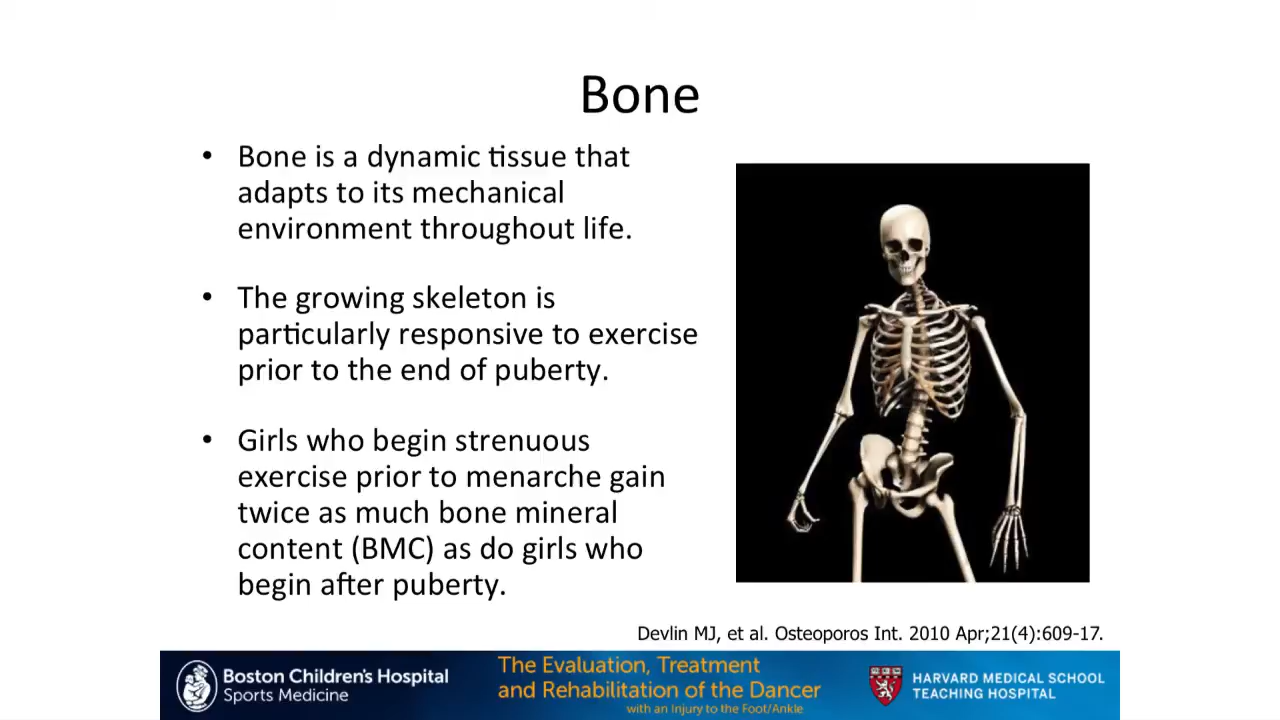 Bone
• Bone is a dynamic tissue that
adapts to its mechanical
environment throughout life.
• The growing skeleton is
particularly responsive to exercise
prior to the end of puberty.
• Girls who begin strenuous
exercise prior to menarche gain
twice as much bone mineral
content (BMC) as do girls who
begin after puberty.
Devlin MJ, et al. Osteoporos Int. 2010 Apr;21(4):609-17.
Boston Children's Hospital
Sports Medicine
The Evaluation, Treatment
and Rehabilitation of the Dancer
with an Injury to the Foot/Ankle
HARVARD MEDICAL SCHOOL
TEACHING HOSPITAL